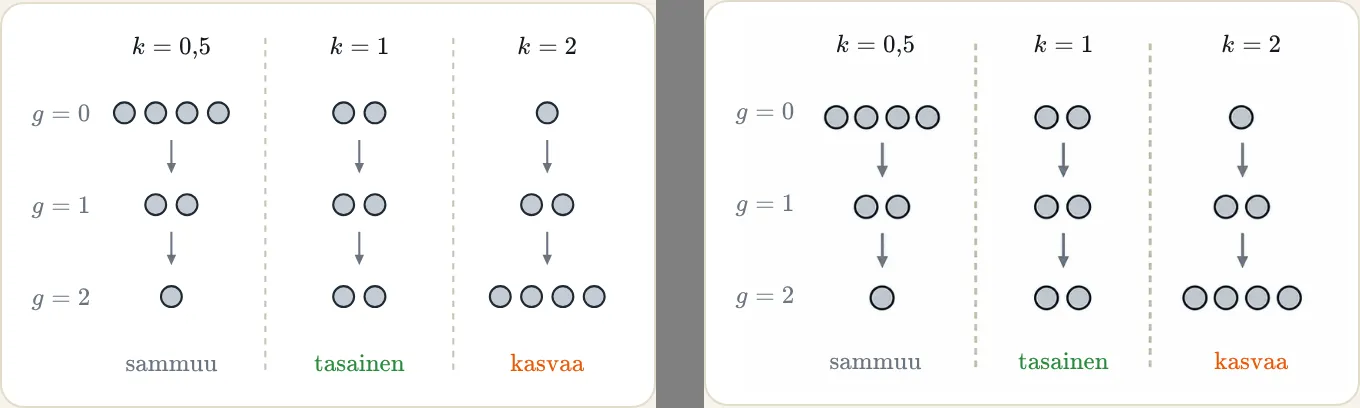 k = 0,5 k = 1 k = 2
g = 0
g = 1
g = 2
sammuu tasainen kasvaa
k = 0,5 k = 1 k = 2
g = 0
g = 1
g = 2
sammuu tasainen kasvaa